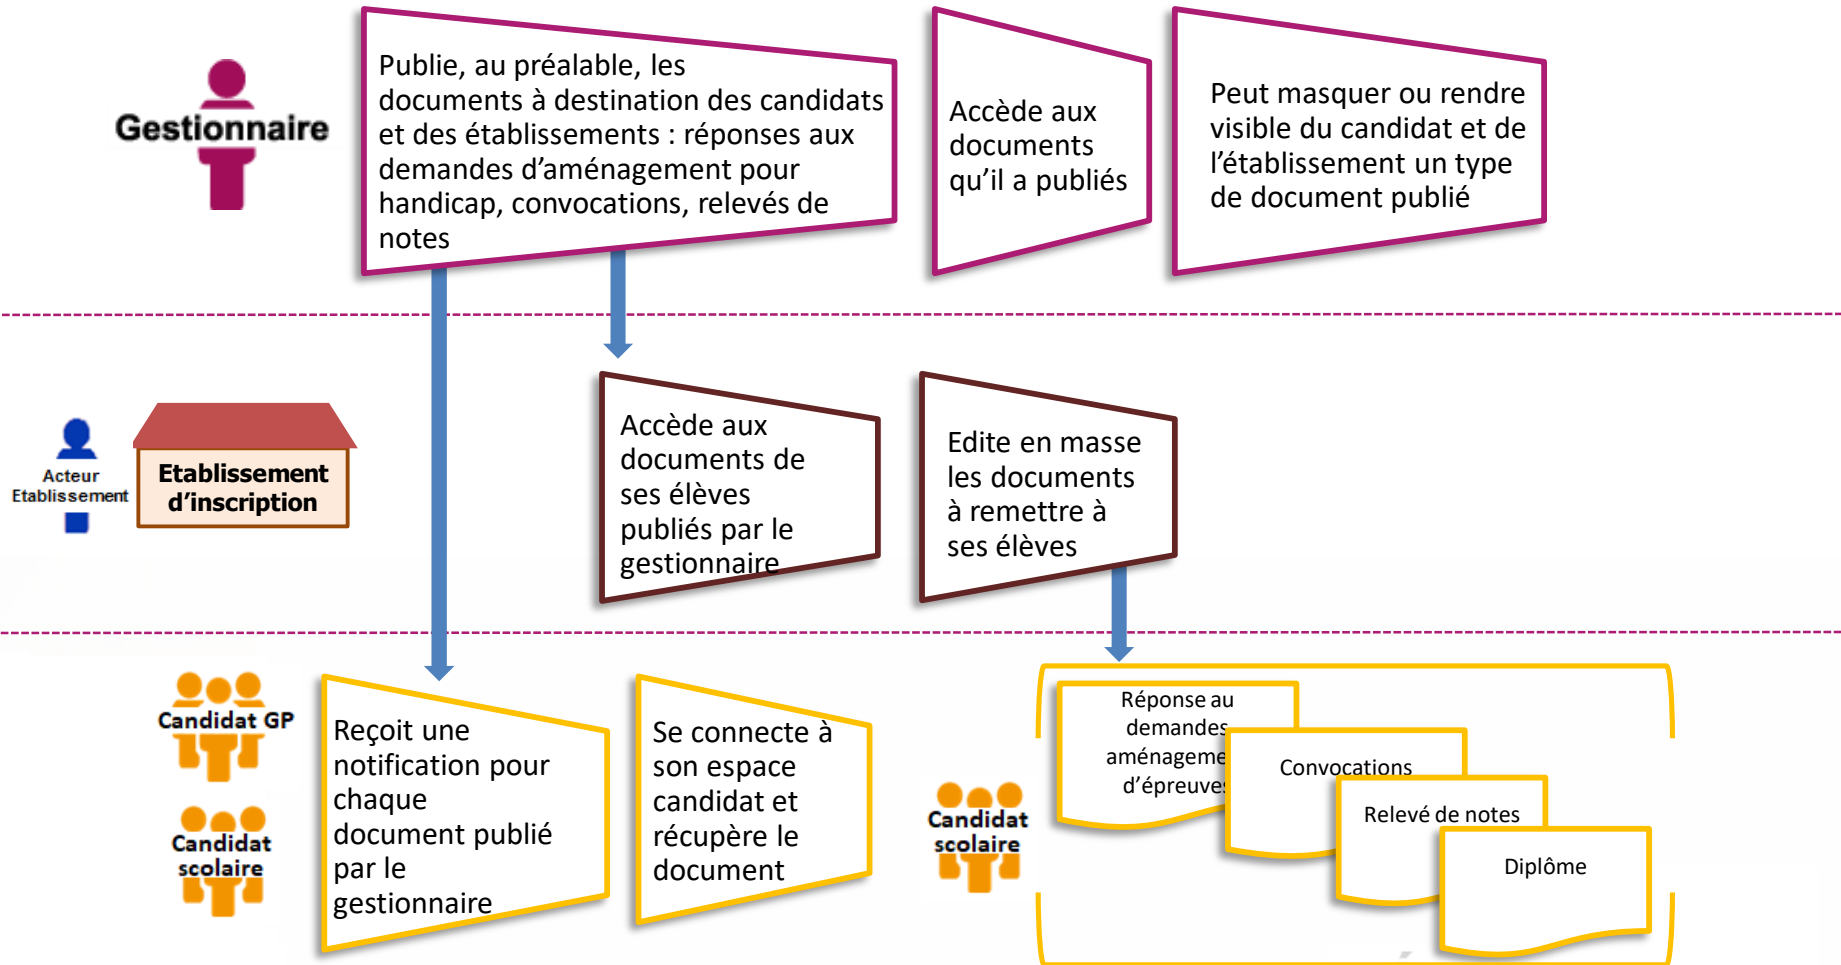 Gestionnaire
Publie, au préalable, les
documents à destination des candidats
et des établissements : réponses aux
demandes d’aménagement pour
handicap, convocations, relevés de
notes
Accède aux
documents
qu’il a publiés
Peut masquer ou rendre
visible du candidat et de
l’établissement un type
de document publié
Acteur
Etablissement
Etablissement
d’inscription
Accède aux
documents de
ses élèves
publiés par le
gestionnaire
Edite en masse
les documents
à remettre à
ses élèves
Candidat GP
Candidat
scolaire
Reçoit une
notification pour
chaque
document publié
par le
gestionnaire
Se connecte à
son espace
candidat et
récupère le
document
Candidat
scolaire
Réponse au
demandes
aménageme
d’épreuves
Convocations
Relevé de notes
Diplôme